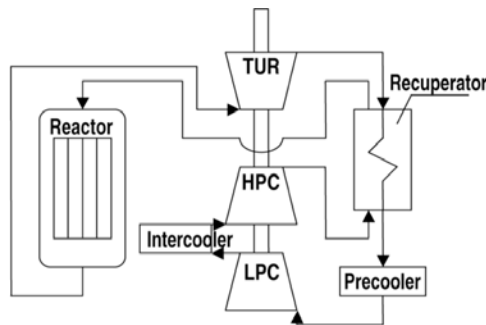 TUR
Recuperator
Reactor
HPC
Intercooler
LPC
Precooler